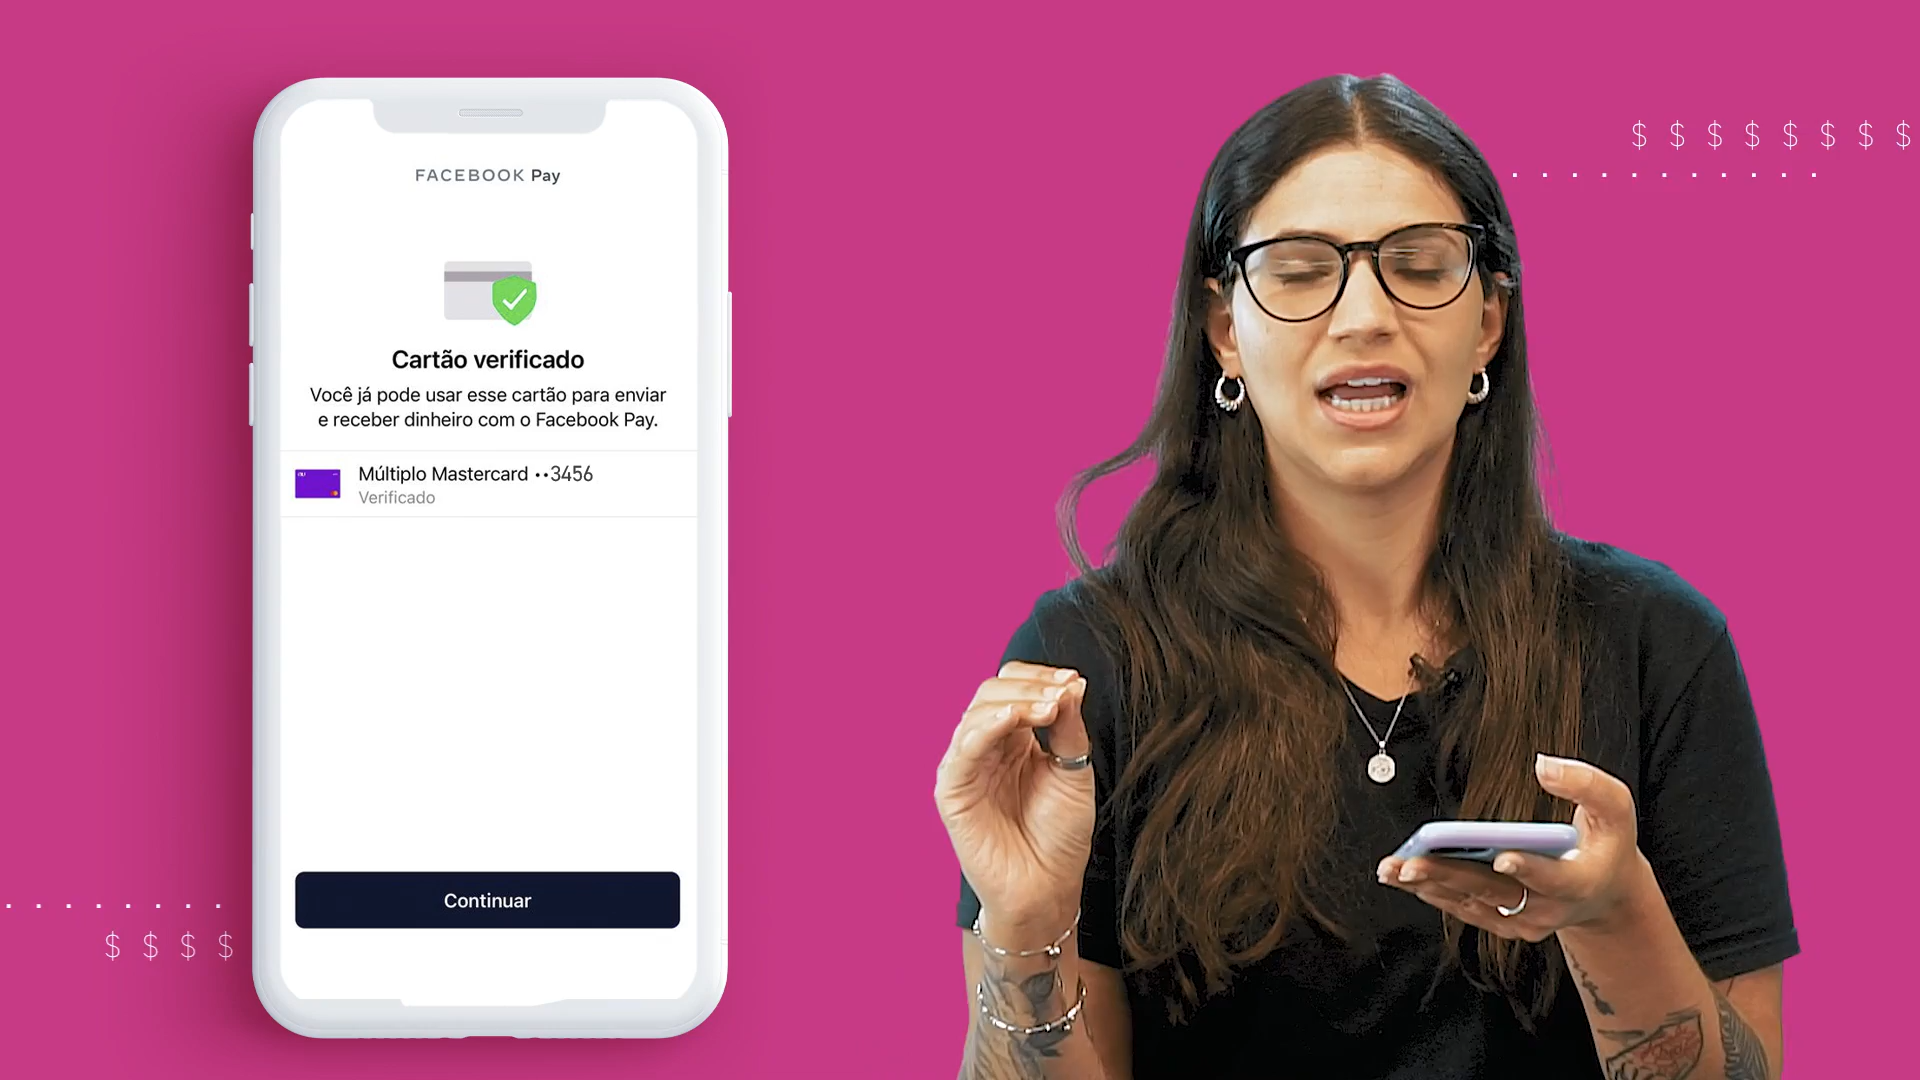 FACEBOOK Pay
Cartão verificado
Você já pode usar esse cartão para enviar
e receber dinheiro com o Facebook Pay.
Múltiplo Mastercard ••3456
Verificado
Continuar
$ $ $ $ $ $ $ $
$ $ $ $